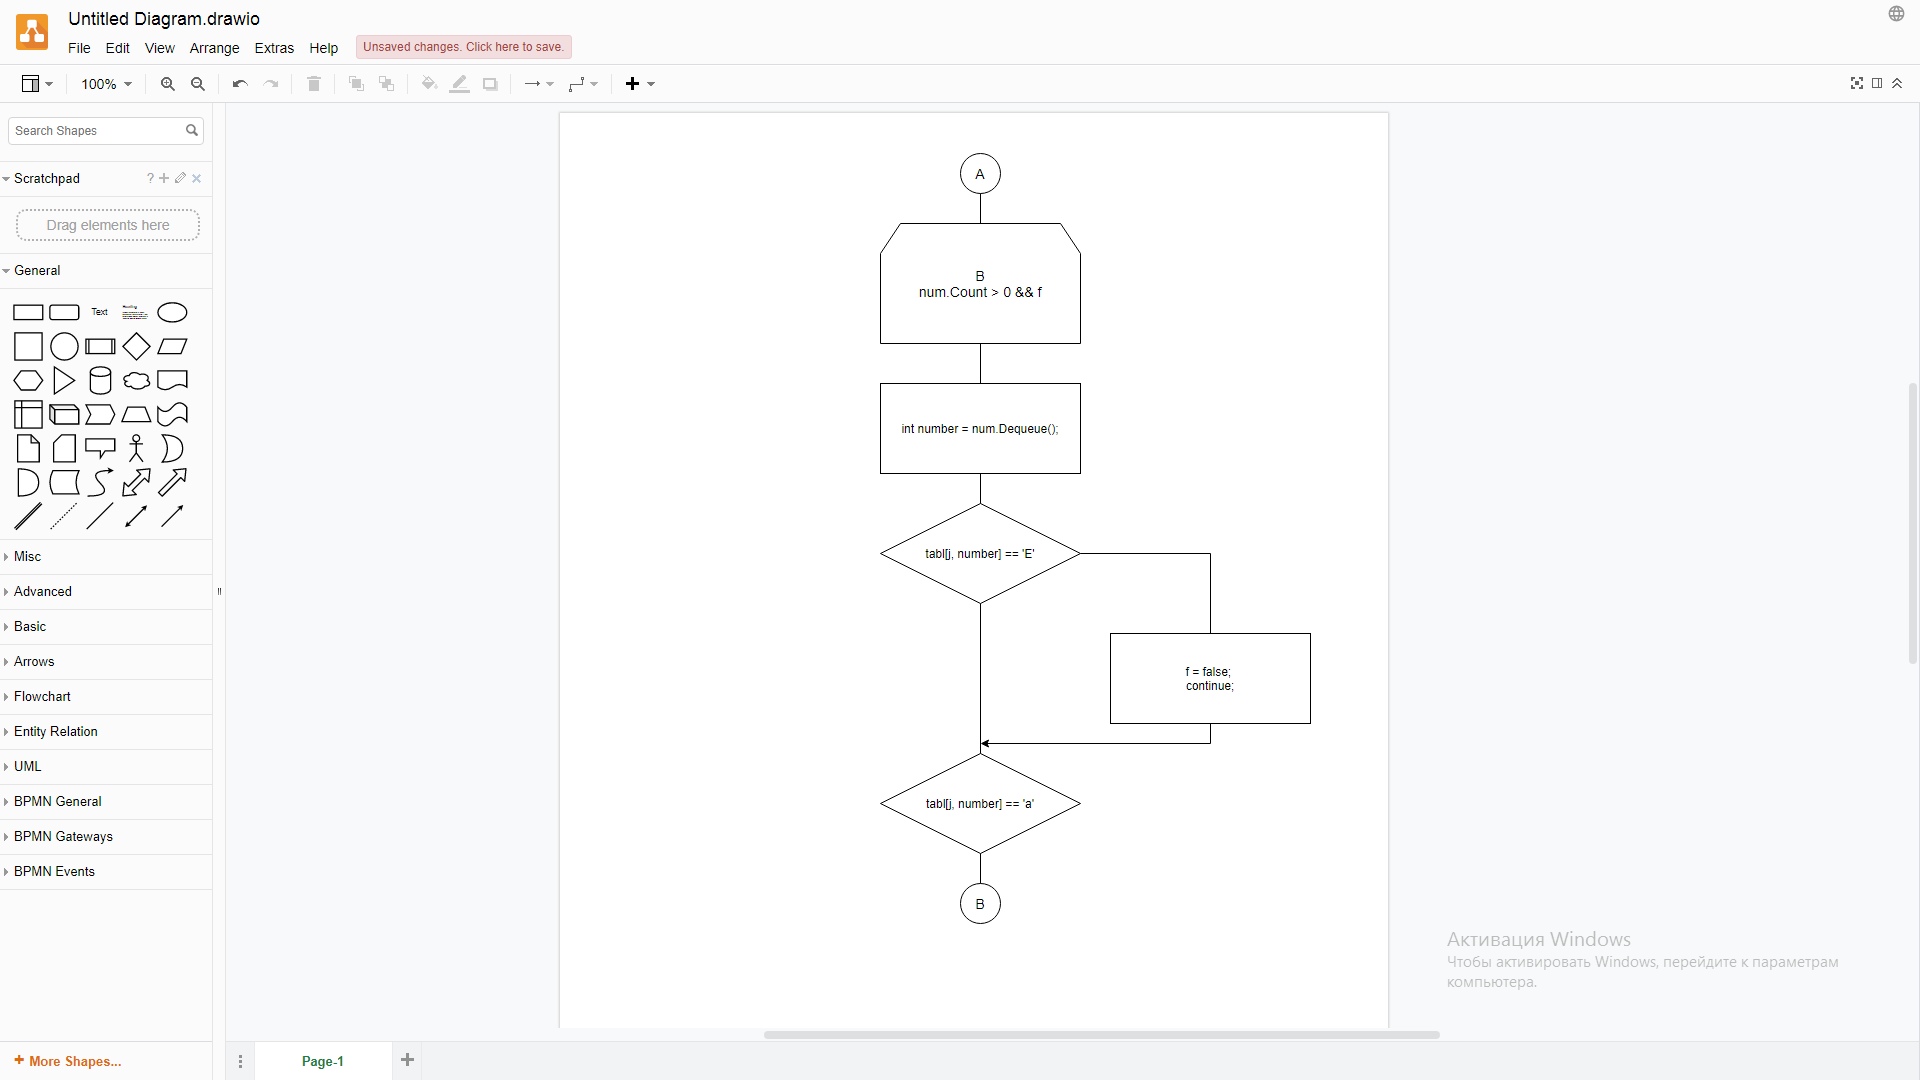 Untitled Diagram.drawio
File Edit View Arrange Extras Help Unsaved changes. Click here to save.
100%
Search Shapes
Scratchpad ?
Drag elements here
General
Text
Misc
Advanced
Basic
Arrows
Flowchart
Entity Relation
UML
BPMN General
BPMN Gateways
BPMN Events
+ More Shapes...
A
B
num.Count > 0 && f
int number = num.Dequeue();
tabl[j, number] == 'E'
f = false;
continue;
tabl[j, number] == 'a'
B
Активация Windows
Чтобы активировать Windows, перейдите к параметрам
компьютера.
Page-1